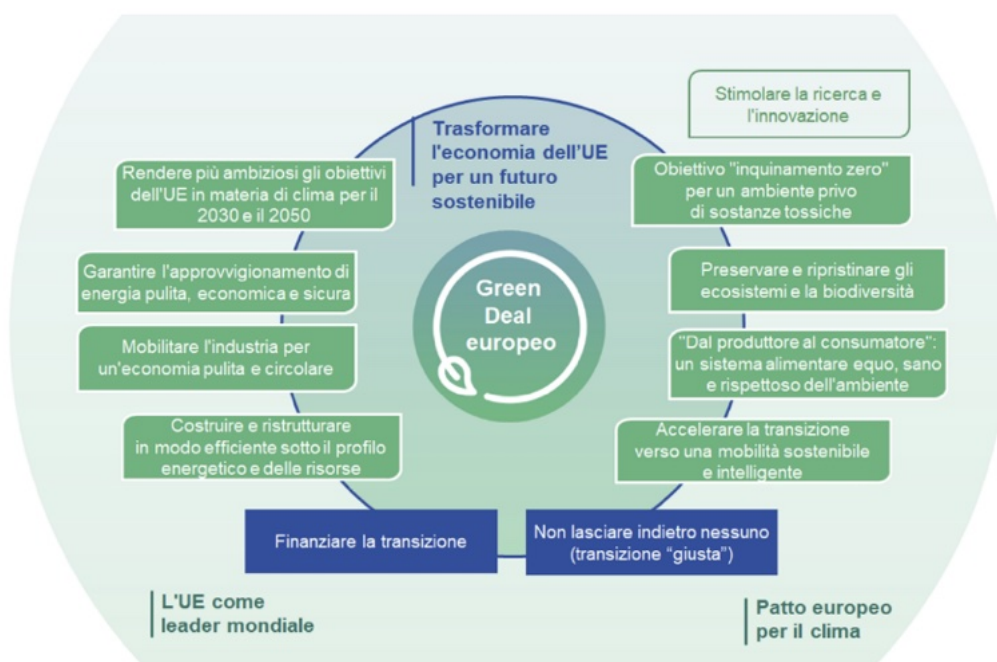 Stimolare la ricerca e
l'innovazione
Trasformare
l'economia dell'UE
per un futuro
sostenibile
Rendere più ambiziosi gli obiettivi
dell'UE in materia di clima per il
2030 e il 2050
Obiettivo "inquinamento zero"
per un ambiente privo
di sostanze tossiche
Garantire l'approvvigionamento di
energia pulita, economica e sicura
Green
Deal
europeo
Preservare e ripristinare gli
ecosistemi e la biodiversità
Mobilitare l'industria per
un'economia pulita e circolare
"Dal produttore al consumatore":
un sistema alimentare equo, sano
e rispettoso dell'ambiente
Costruire e ristrutturare
in modo efficiente sotto il profilo
energetico e delle risorse
Accelerare la transizione
verso una mobilità sostenibile
e intelligente
Finanziare la transizione
Non lasciare indietro nessuno
(transizione "giusta")
L'UE come
leader mondiale
Patto europeo
per il clima